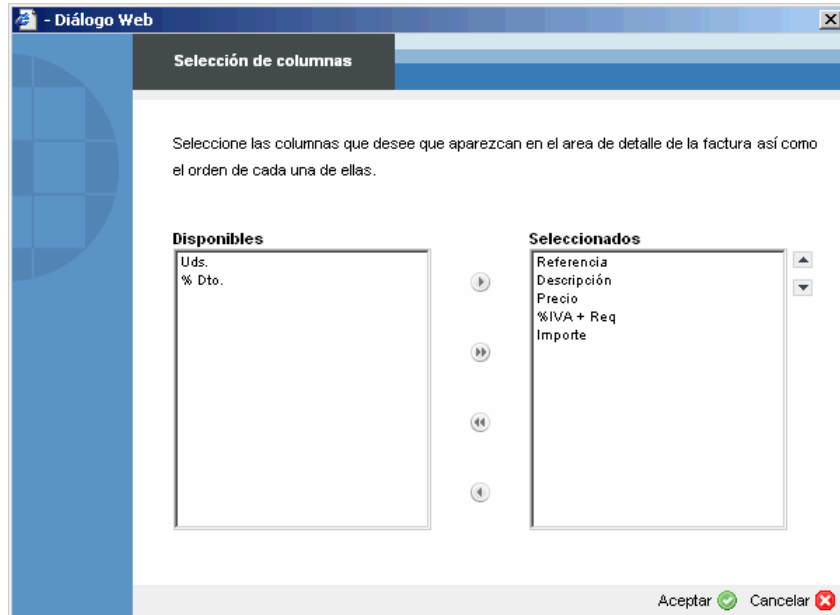 - Diálogo Web
Selección de columnas
Seleccione las columnas que desee que aparezcan en el area de detalle de la factura así como
el orden de cada una de ellas.
Disponibles
Uds.
% Dto.
Seleccionados
Referencia
Descripción
Precio
%IVA + Req
Importe
Aceptar
Cancelar